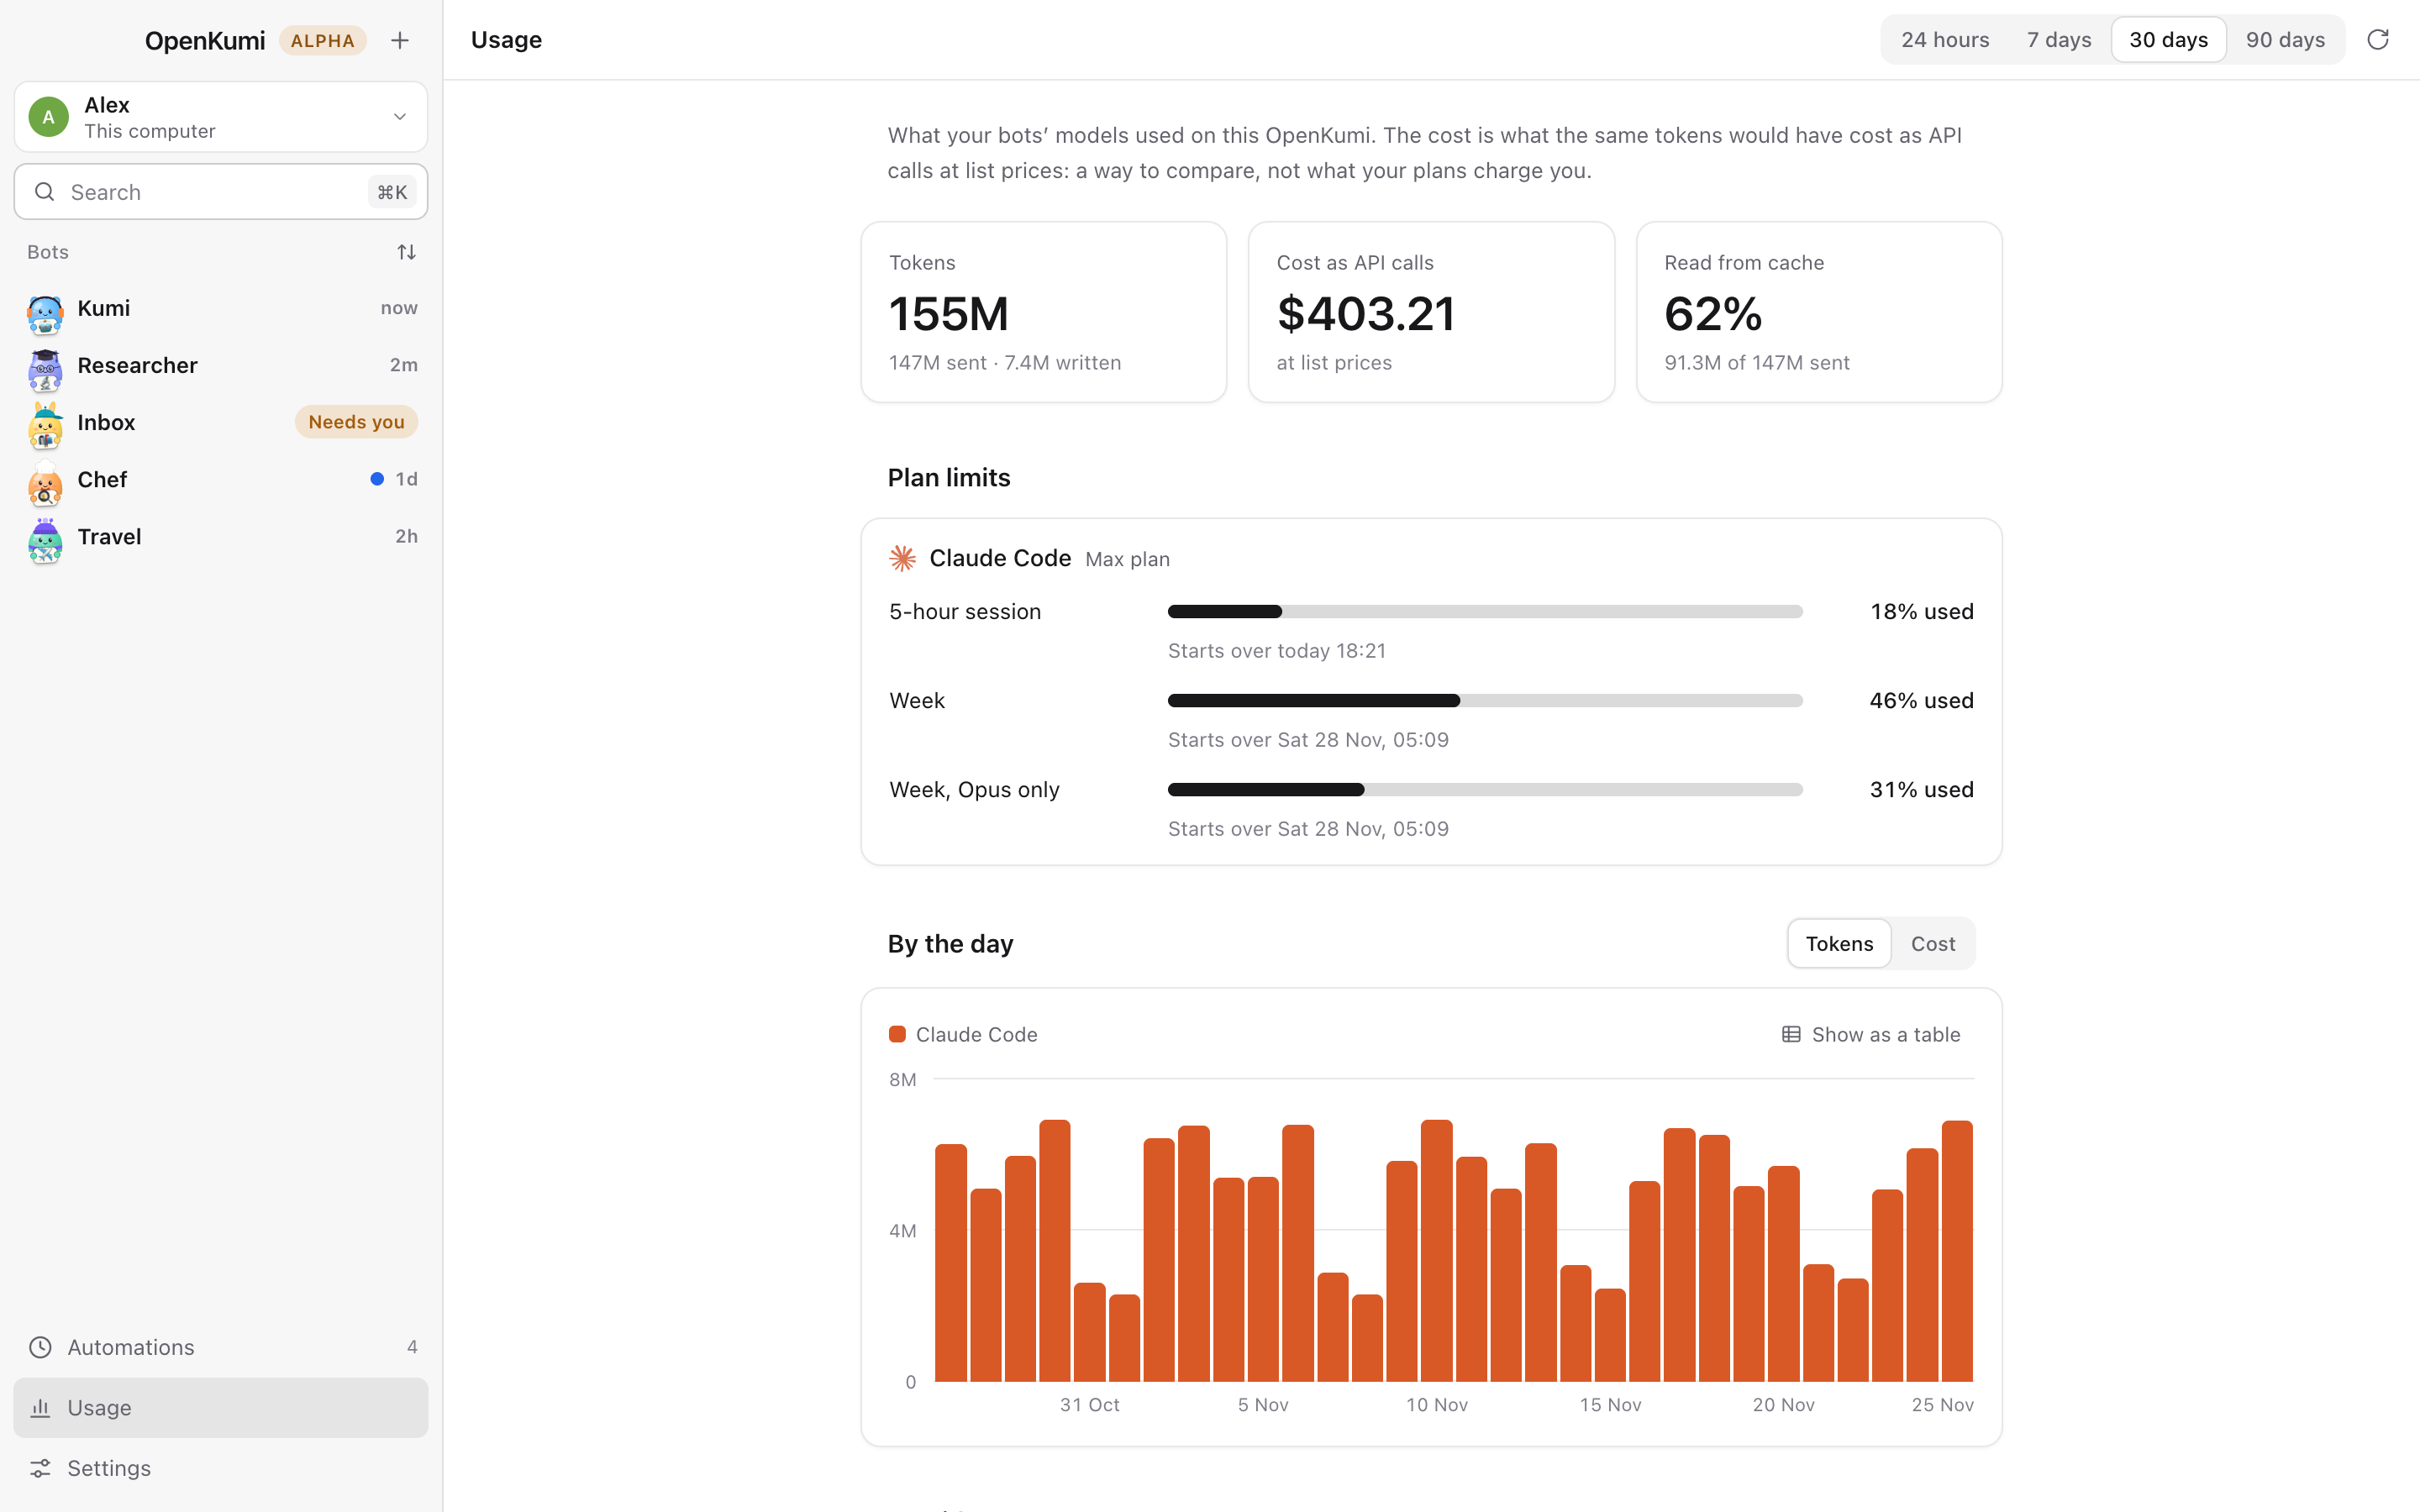 OpenKumi ALPHA
A
Alex
This computer
Search ⌘K
Bots
Kumi now
Researcher 2m
Inbox Needs you
Chef 1d
Travel 2h
Automations 4
Usage
Settings
Usage
24 hours 7 days 30 days 90 days
What your bots’ models used on this OpenKumi. The cost is what the same tokens would have cost as API
calls at list prices: a way to compare, not what your plans charge you.
Tokens
155M
147M sent · 7.4M written
Cost as API calls
$403.21
at list prices
Read from cache
62%
91.3M of 147M sent
Plan limits
Claude Code Max plan
5-hour session 18% used
Starts over today 18:21
Week 46% used
Starts over Sat 28 Nov, 05:09
Week, Opus only 31% used
Starts over Sat 28 Nov, 05:09
By the day Tokens Cost
Claude Code Show as a table
8M
4M
0
31 Oct 5 Nov 10 Nov 15 Nov 20 Nov 25 Nov